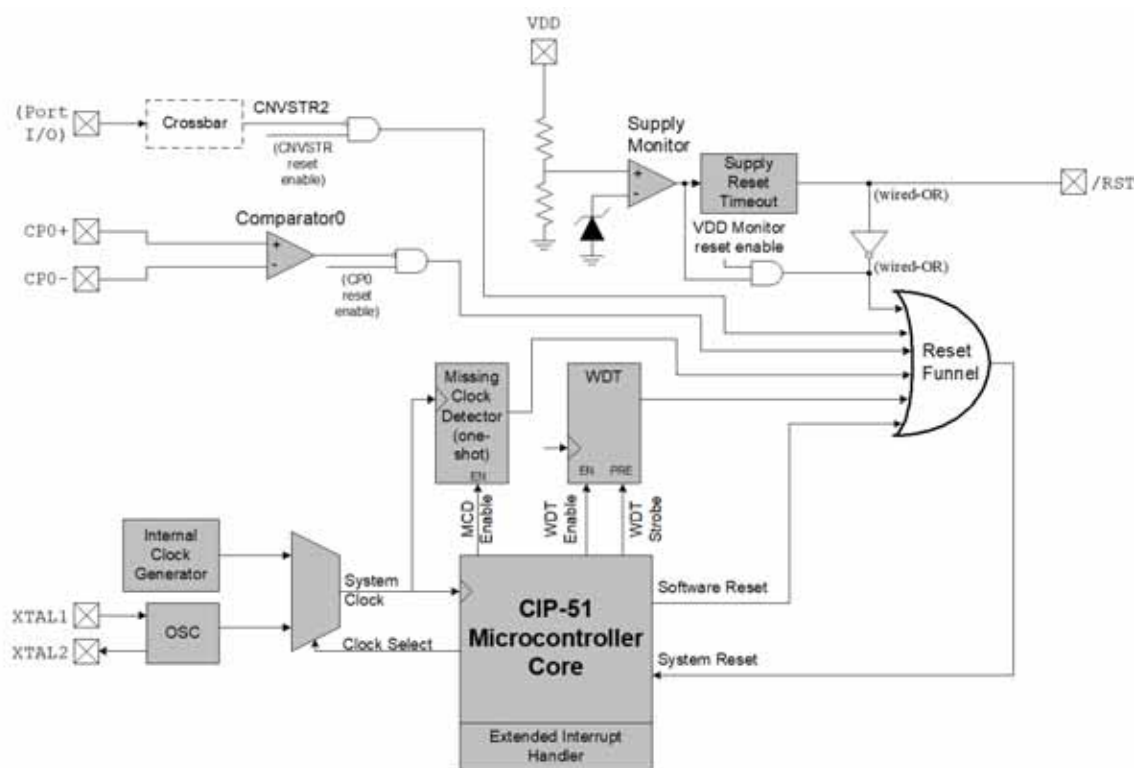 VDD
(Port
I/O)
Crossbar
CNVSTR2
(CNVSTR
reset
enable)
Supply
Monitor
+
-
Supply
Reset
Timeout
(wired-OR)
/RST
VDD Monitor
reset enable
(wired-OR)
CP0+
CP0-
Comparator0
+
-
(CP0
reset
enable)
Reset
Funnel
Missing
Clock
Detector
(one-
shot)
EN
WDT
EN
PRE
MCD
Enable
WDT
Enable
WDT
Strobe
Internal
Clock
Generator
System
Clock
XTAL1
XTAL2
OSC
Clock Select
CIP-51
Microcontroller
Core
Software Reset
System Reset
Extended Interrupt
Handler